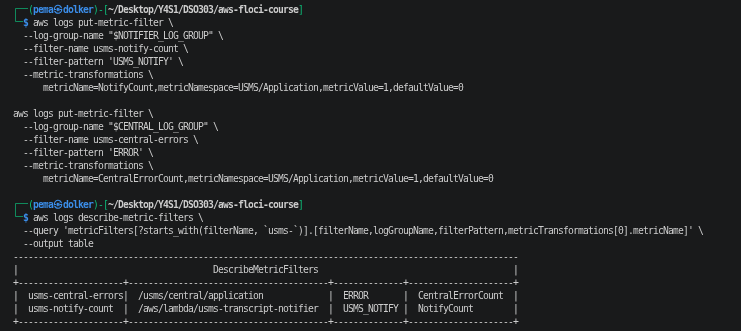 ┌──(pema㉿dolker)-[~/Desktop/Y4S1/DSO303/aws-floci-course]
└─$ aws logs put-metric-filter \
  --log-group-name "$NOTIFIER_LOG_GROUP" \
  --filter-name usms-notify-count \
  --filter-pattern 'USMS_NOTIFY' \
  --metric-transformations \
      metricName=NotifyCount,metricNamespace=USMS/Application,metricValue=1,defaultValue=0

aws logs put-metric-filter \
  --log-group-name "$CENTRAL_LOG_GROUP" \
  --filter-name usms-central-errors \
  --filter-pattern 'ERROR' \
  --metric-transformations \
      metricName=CentralErrorCount,metricNamespace=USMS/Application,metricValue=1,defaultValue=0

┌──(pema㉿dolker)-[~/Desktop/Y4S1/DSO303/aws-floci-course]
└─$ aws logs describe-metric-filters \
  --query 'metricFilters[?starts_with(filterName, `usms-`)].[filterName,logGroupName,filterPattern,metricTransformations[0].metricName]' \
  --output table
-----------------------------------------------------------------------------------------------------
|                                       DescribeMetricFilters                                       |
+---------------------+----------------------------------------+--------------+---------------------+
|  usms-central-errors|  /usms/central/application             |  ERROR       |  CentralErrorCount  |
|  usms-notify-count  |  /aws/lambda/usms-transcript-notifier  |  USMS_NOTIFY |  NotifyCount        |
+---------------------+----------------------------------------+--------------+---------------------+